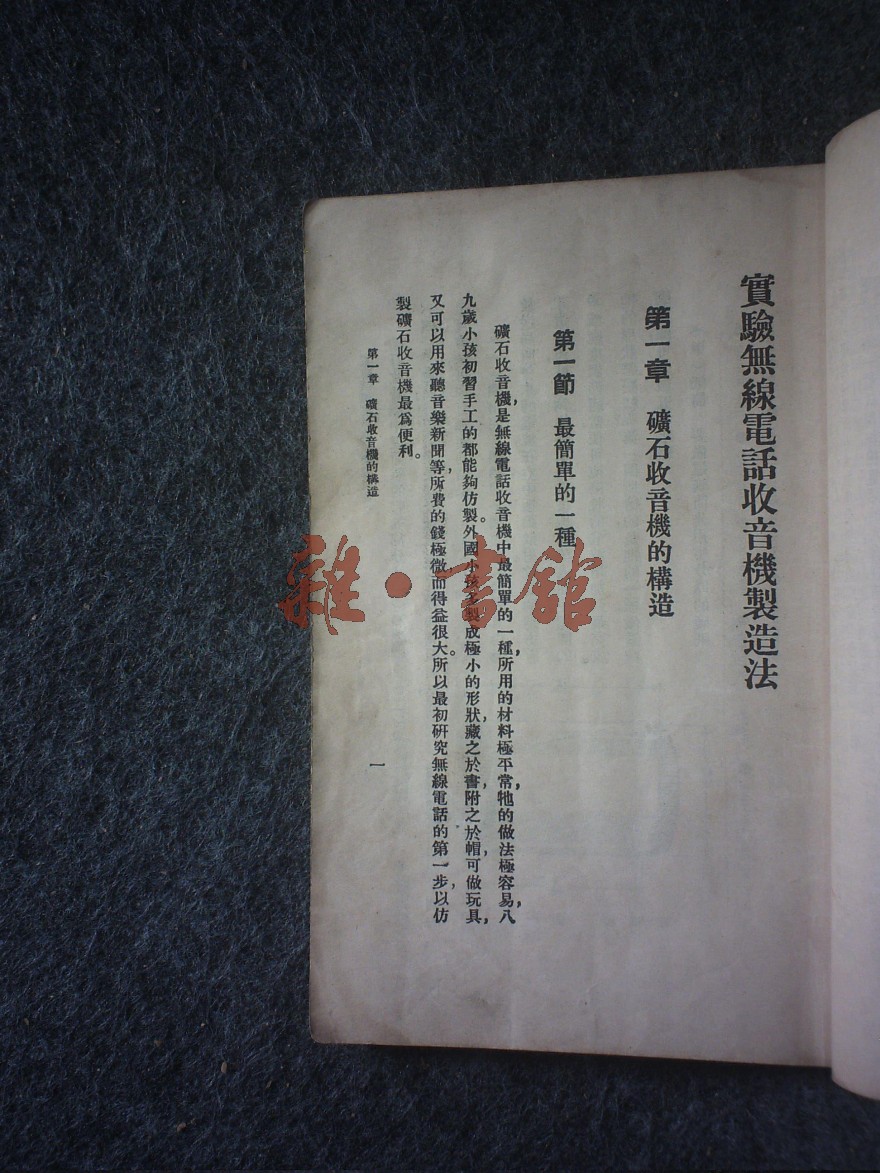 實驗無線電話收音機製造法
第一章 礦石收音機的構造
第一節 最簡單的一種
礦石收音機,是無線電話收音機中最簡單的一種,所用的材料極平常,牠的做法極容易,八
九歲小孩初習手工的都能夠仿製。外國小孩製成極小的形狀,藏之於書,附之於帽,可做玩具,
又可以用來聽音樂新聞等,所費的錢極微而得益很大。所以最初研究無線電話的第一步,以仿
製礦石收音機最爲便利。
第一章 礦石收音機的構造
一
雜·書館